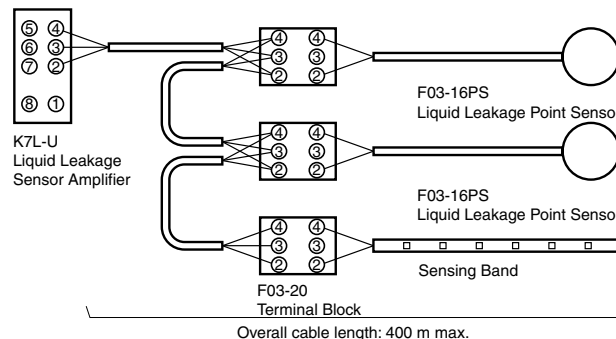 ⑤ ④ ④ ④
⑥ ③ ③ ③
⑦ ② ② ②
⑧ ①
F03-16PS
Liquid Leakage Point Senso
K7L-U
Liquid Leakage
Sensor Amplifier
④ ④
③ ③
② ②
F03-16PS
Liquid Leakage Point Senso
④ ④
③ ③
② ②
Sensing Band
F03-20
Terminal Block
Overall cable length: 400 m max.